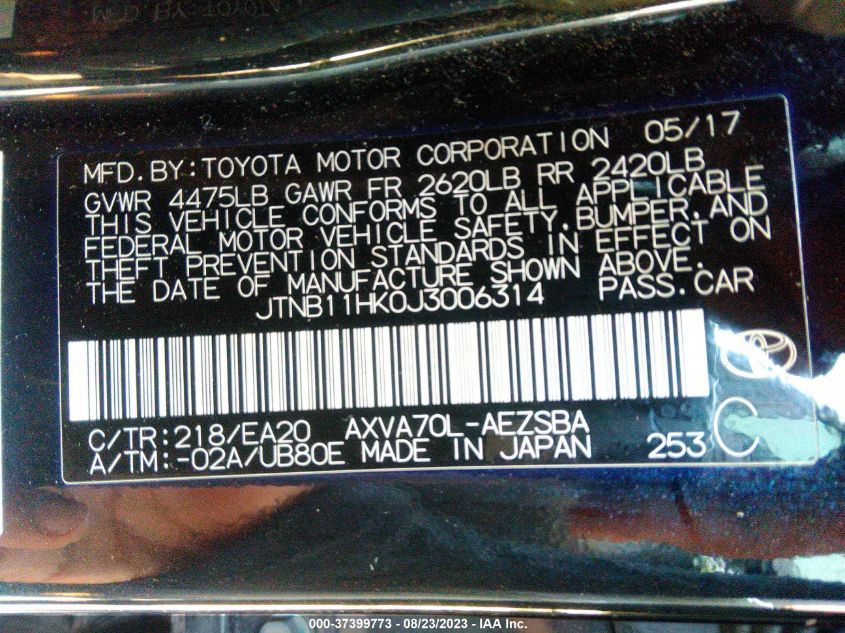 MFD.BY:TOYOTA MOTOR CORPORATION 05/17
GVWR 4475LB GAWR FR 2620LB RR 2420LB
THIS VEHICLE CONFORMS TO ALL APPLICABLE
FEDERAL MOTOR VEHICLE SAFETY,BUMPER,AND
THEFT PREVENTION STANDARDS IN EFFECT ON
THE DATE OF MANUFACTURE SHOWN ABOVE.
JTNB11HK0J3006314 PASS.CAR
C/TR:218/EA20 AXVA70L-AEZSBA
A/TM:-02A/UB80E MADE IN JAPAN 253 C
000-37399773 - 08/23/2023 - IAA Inc.